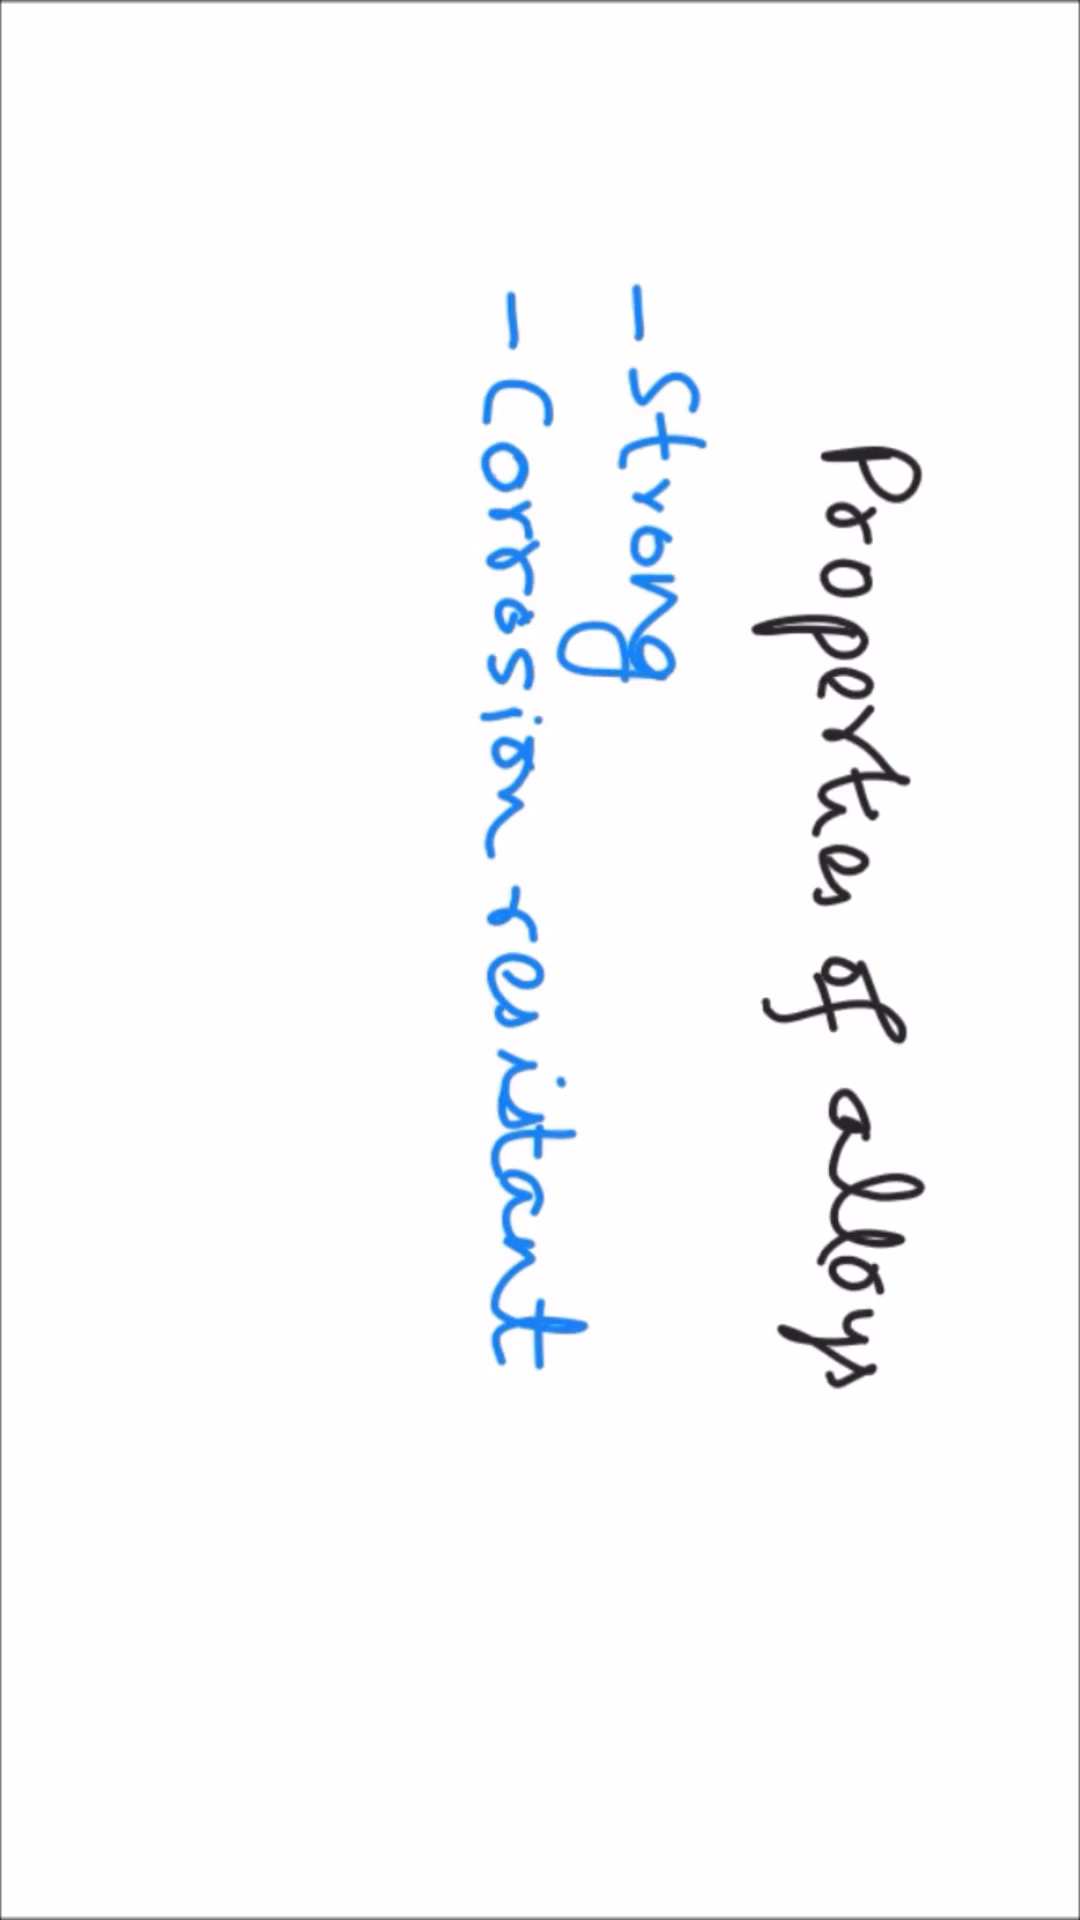 Properties of alloys
- Strong
- Corrosion resistant